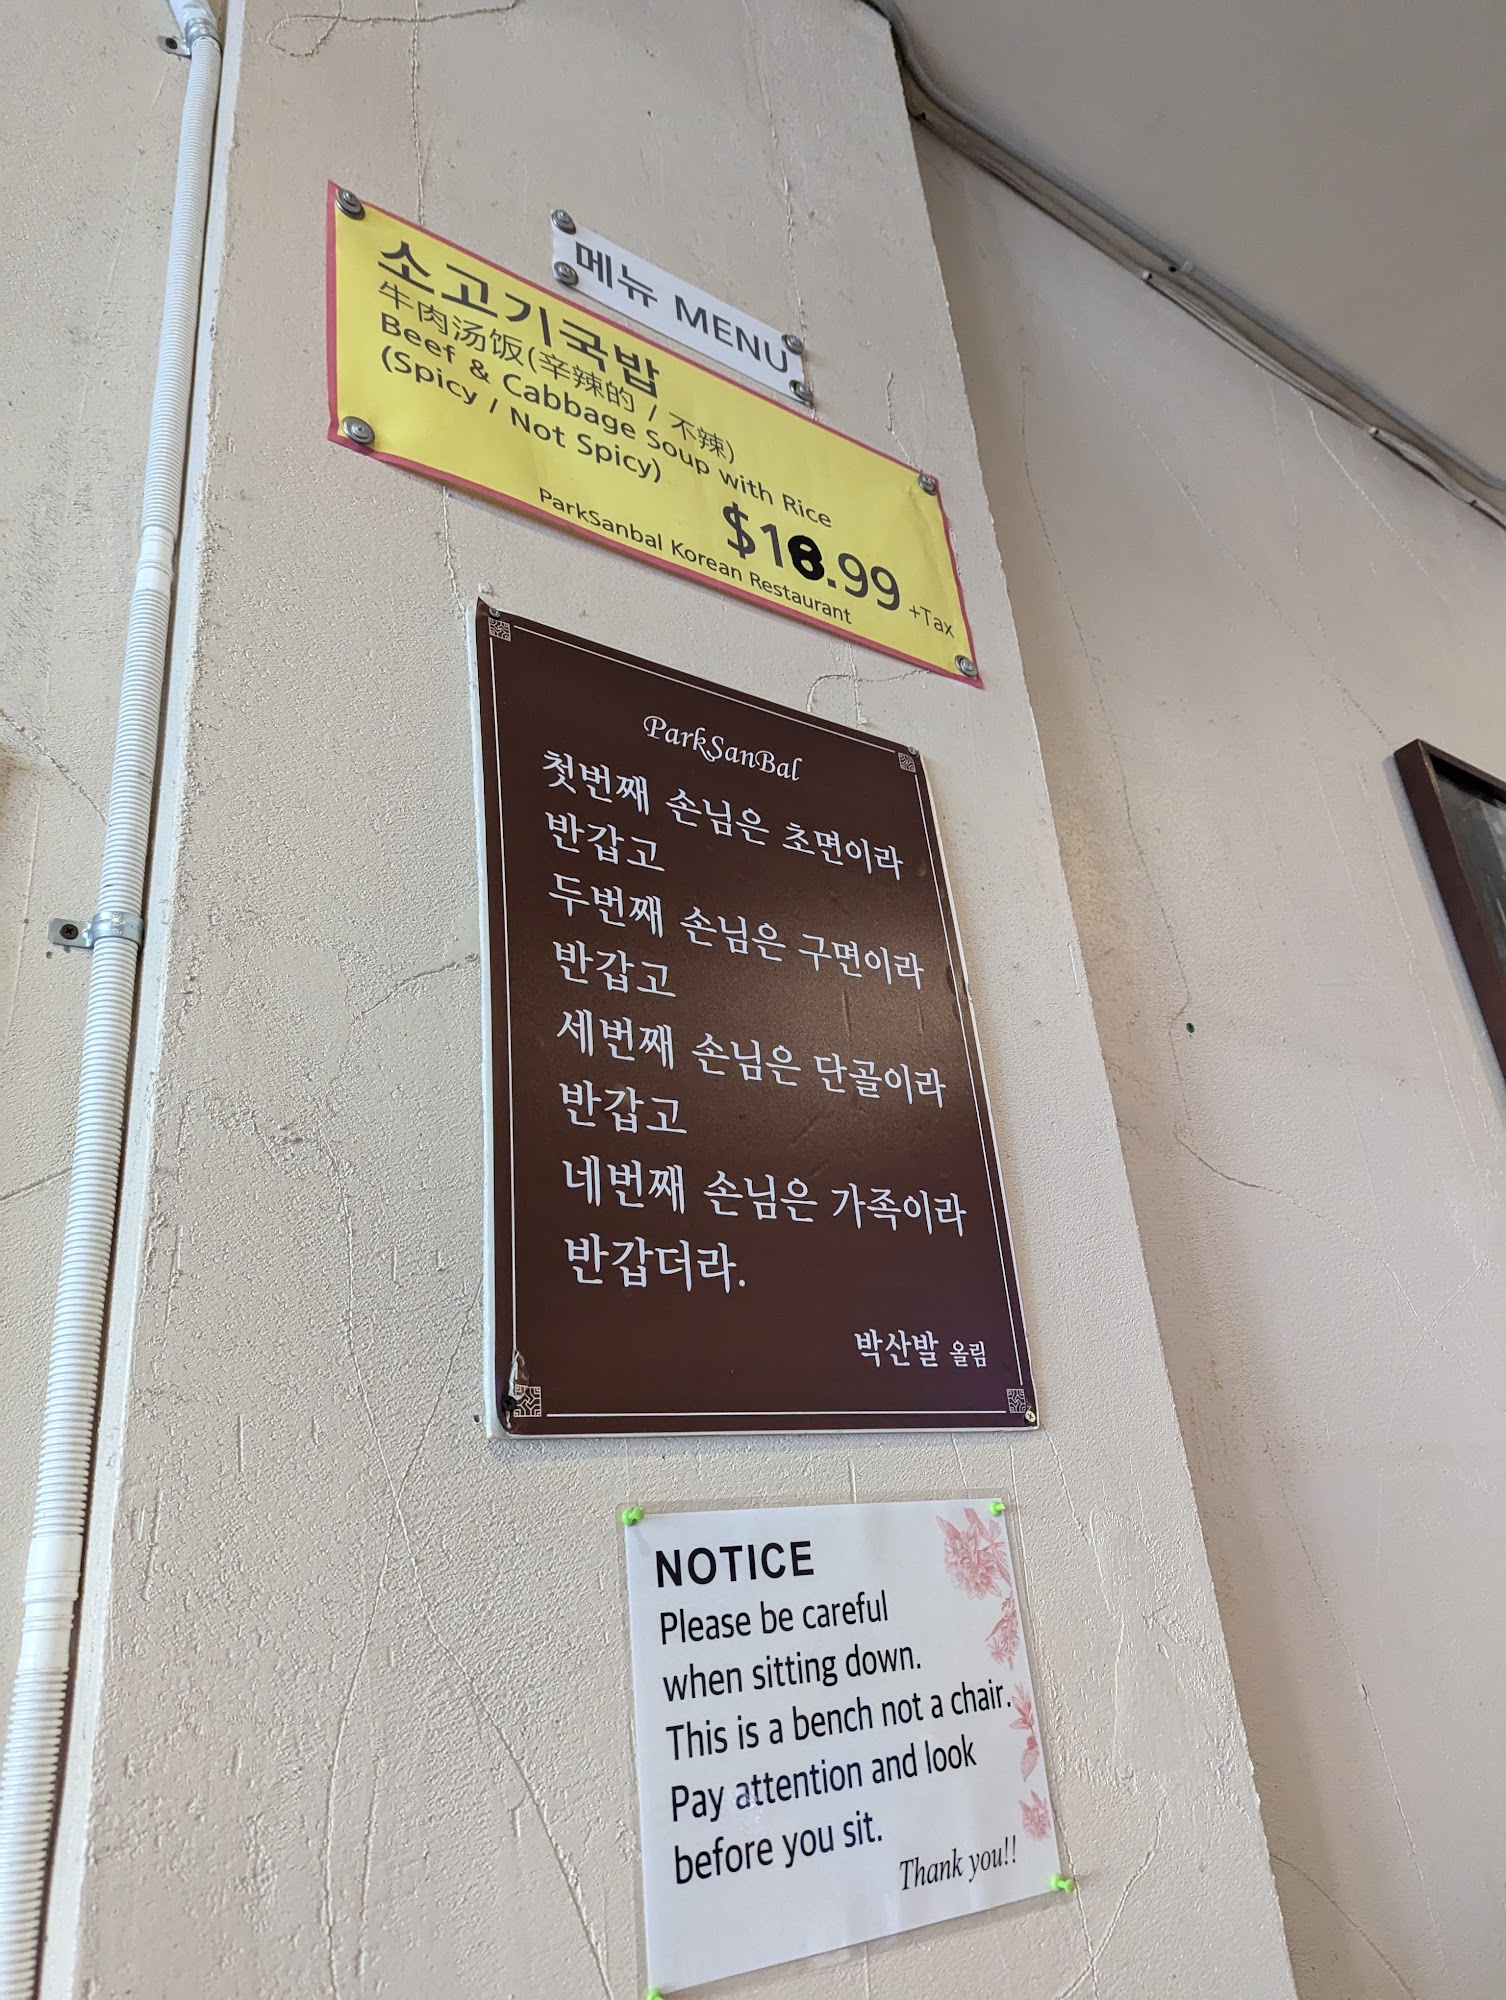 메뉴 MENU
소고기국밥
牛肉汤饭(辛辣的 / 不辣)
Beef & Cabbage Soup with Rice
(Spicy / Not Spicy)
$18.99 +Tax
ParkSanbal Korean Restaurant
ParkSanBal
첫번째 손님은 초면이라
반갑고
두번째 손님은 구면이라
반갑고
세번째 손님은 단골이라
반갑고
네번째 손님은 가족이라
반갑더라.
박산발 올림
NOTICE
Please be careful
when sitting down.
This is a bench not a chair.
Pay attention and look
before you sit.
Thank you!!